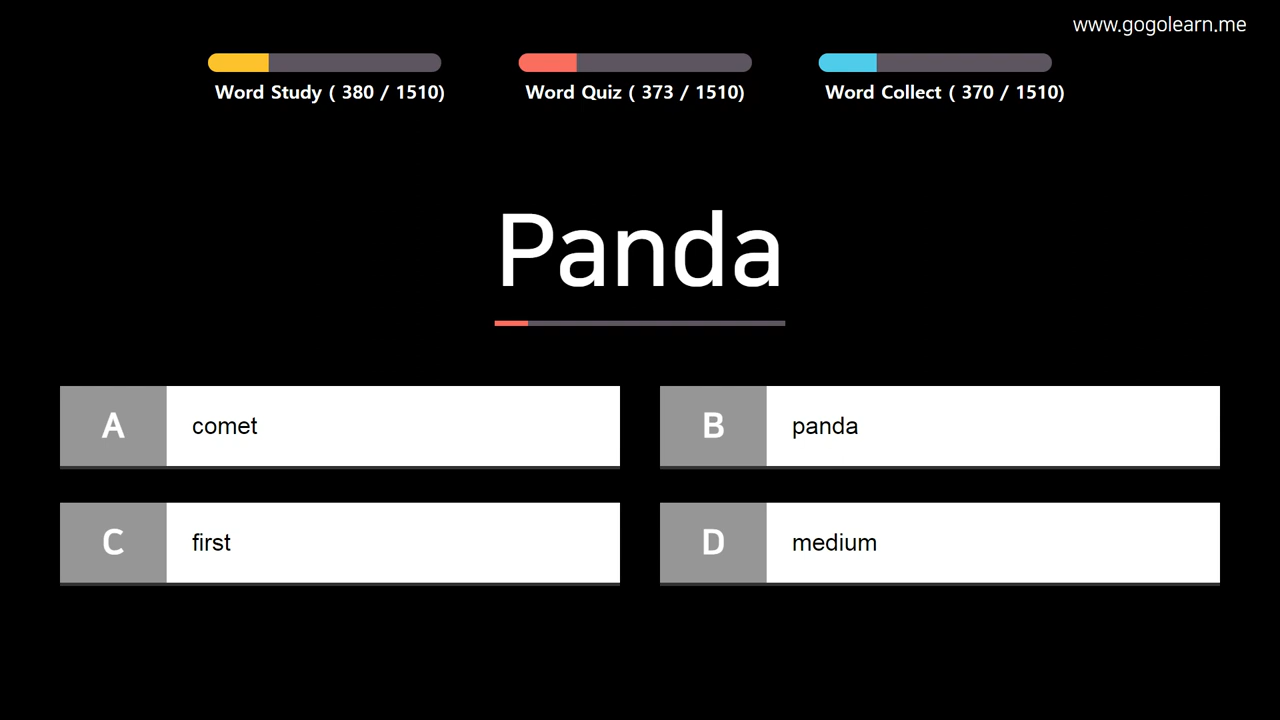 www.gogolearn.me
Word Study ( 380 / 1510)
Word Quiz ( 373 / 1510)
Word Collect ( 370 / 1510)
Panda
A
comet
B
panda
C
first
D
medium